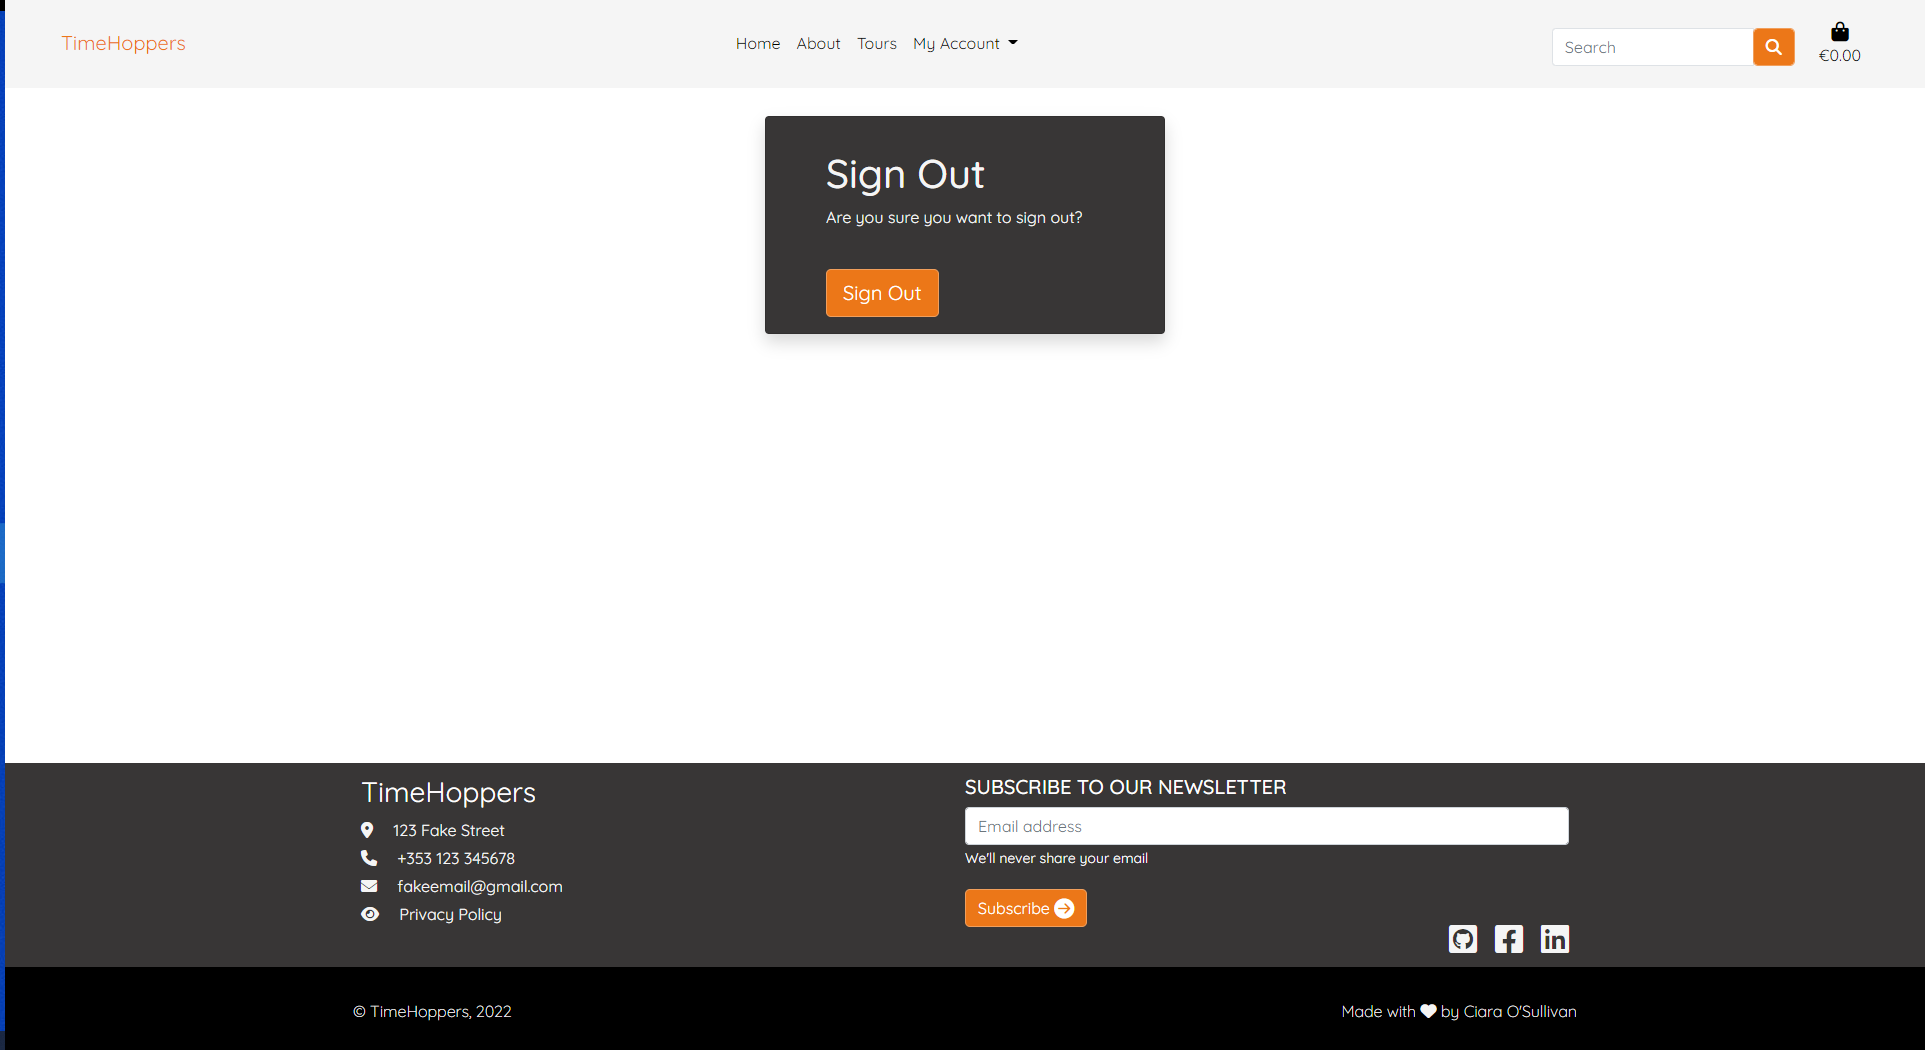 TimeHoppers
Home About Tours My Account
Search
€0.00
Sign Out
Are you sure you want to sign out?
Sign Out
TimeHoppers
123 Fake Street
+353 123 345678
fakeemail@gmail.com
Privacy Policy
SUBSCRIBE TO OUR NEWSLETTER
Email address
We'll never share your email
Subscribe
© TimeHoppers, 2022
Made with by Ciara O'Sullivan